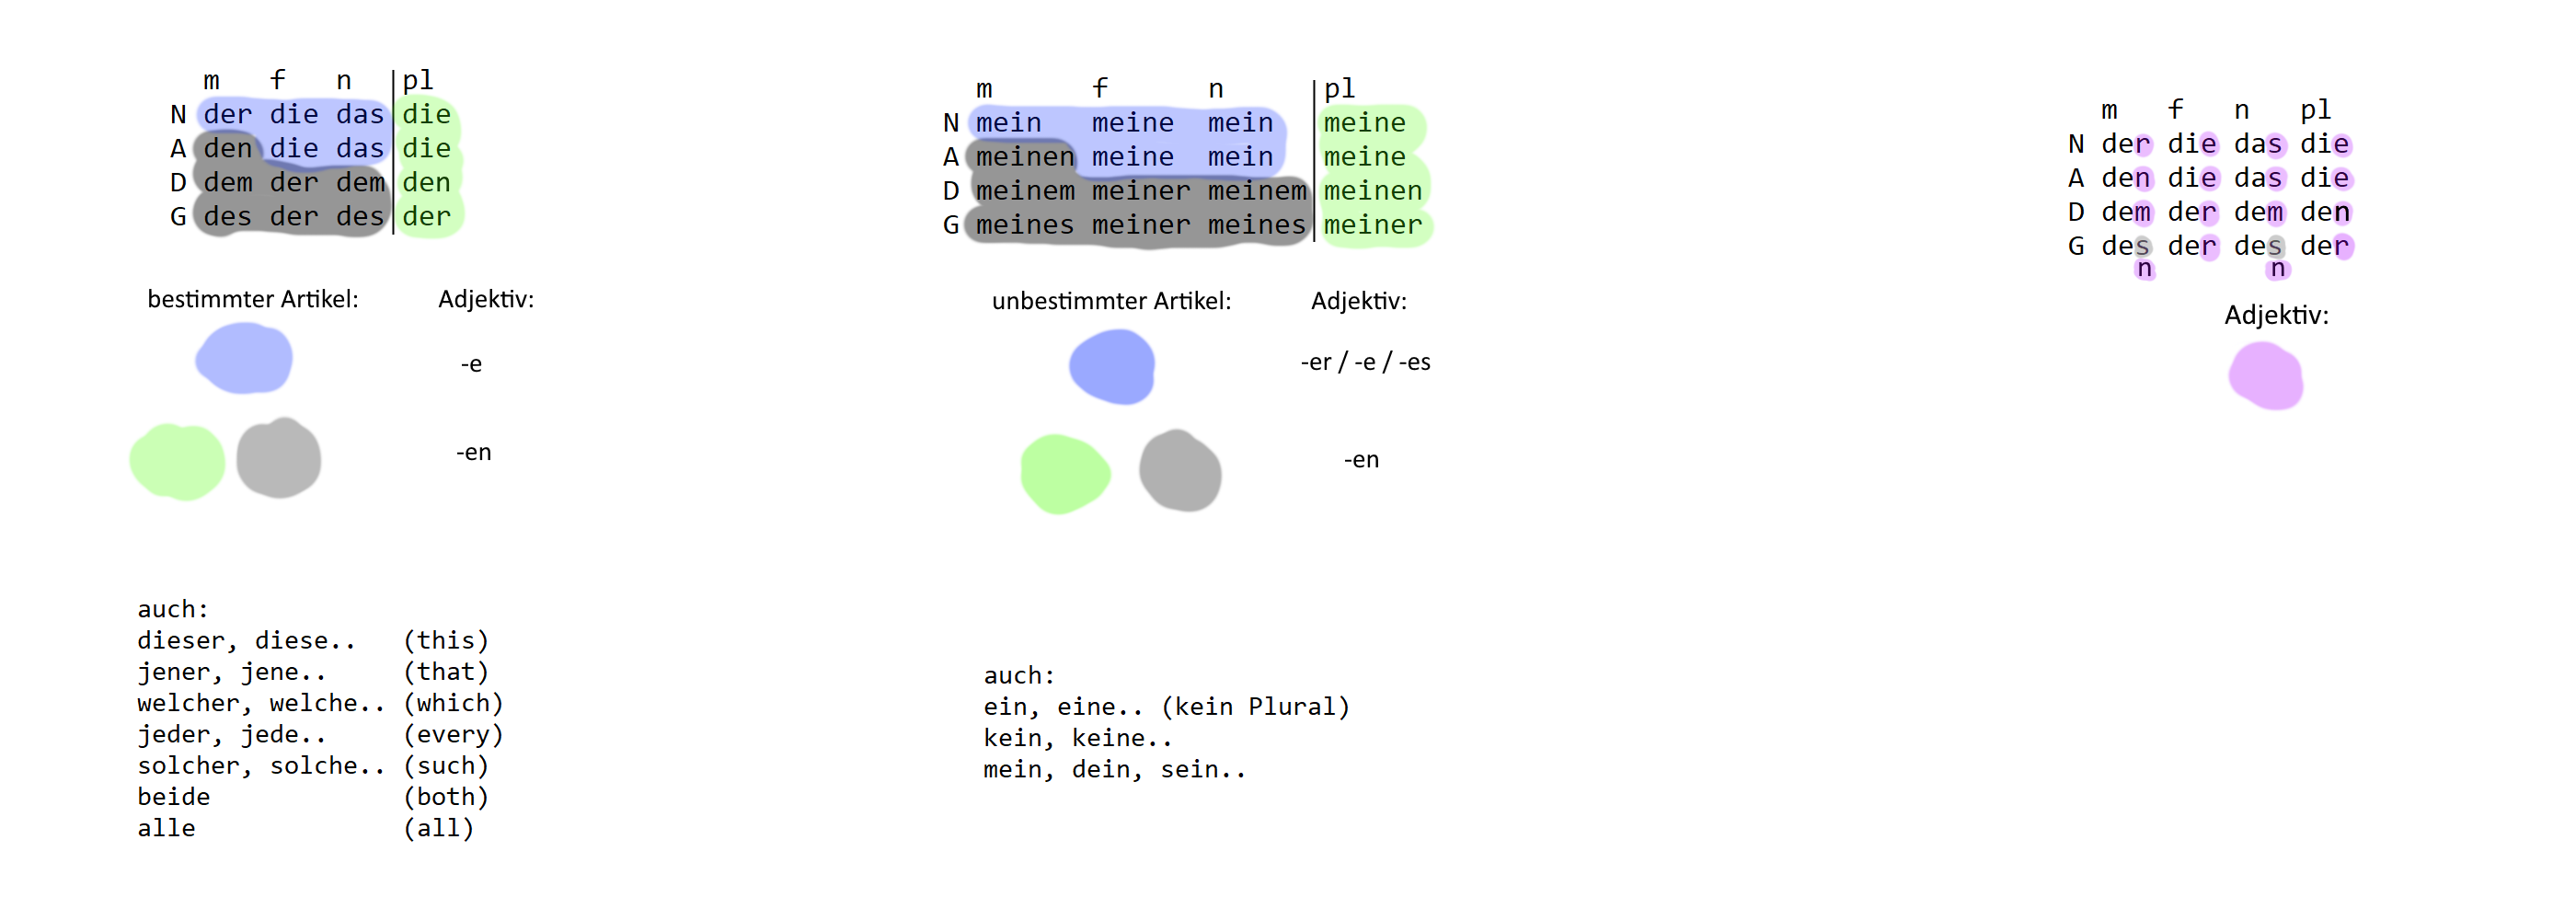 m f n pl
N der die das die
A den die das die
D dem der dem den
G des der des der
bestimmter Artikel: Adjektiv:
-e
-en
auch:
dieser, diese.. (this)
jener, jene.. (that)
welcher, welche.. (which)
jeder, jede.. (every)
solcher, solche.. (such)
beide (both)
alle (all)
m f n pl
N mein meine mein meine
A meinen meine mein meine
D meinem meiner meinem meinen
G meines meiner meines meiner
unbestimmter Artikel: Adjektiv:
-er / -e / -es
-en
auch:
ein, eine.. (kein Plural)
kein, keine..
mein, dein, sein..
m f n pl
N der die das die
A den die das die
D dem der dem den
G des der des der
n n
Adjektiv: